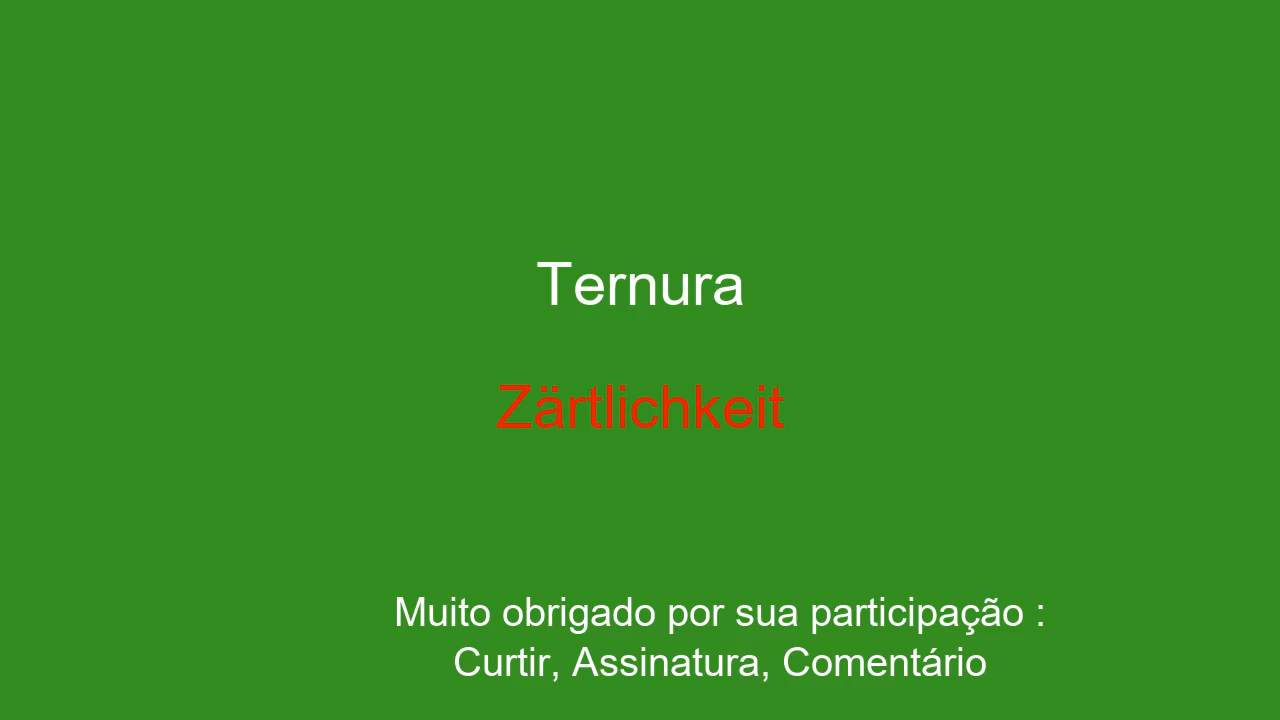 Ternura
Zärtlichkeit
Muito obrigado por sua participação :
Curtir, Assinatura, Comentário